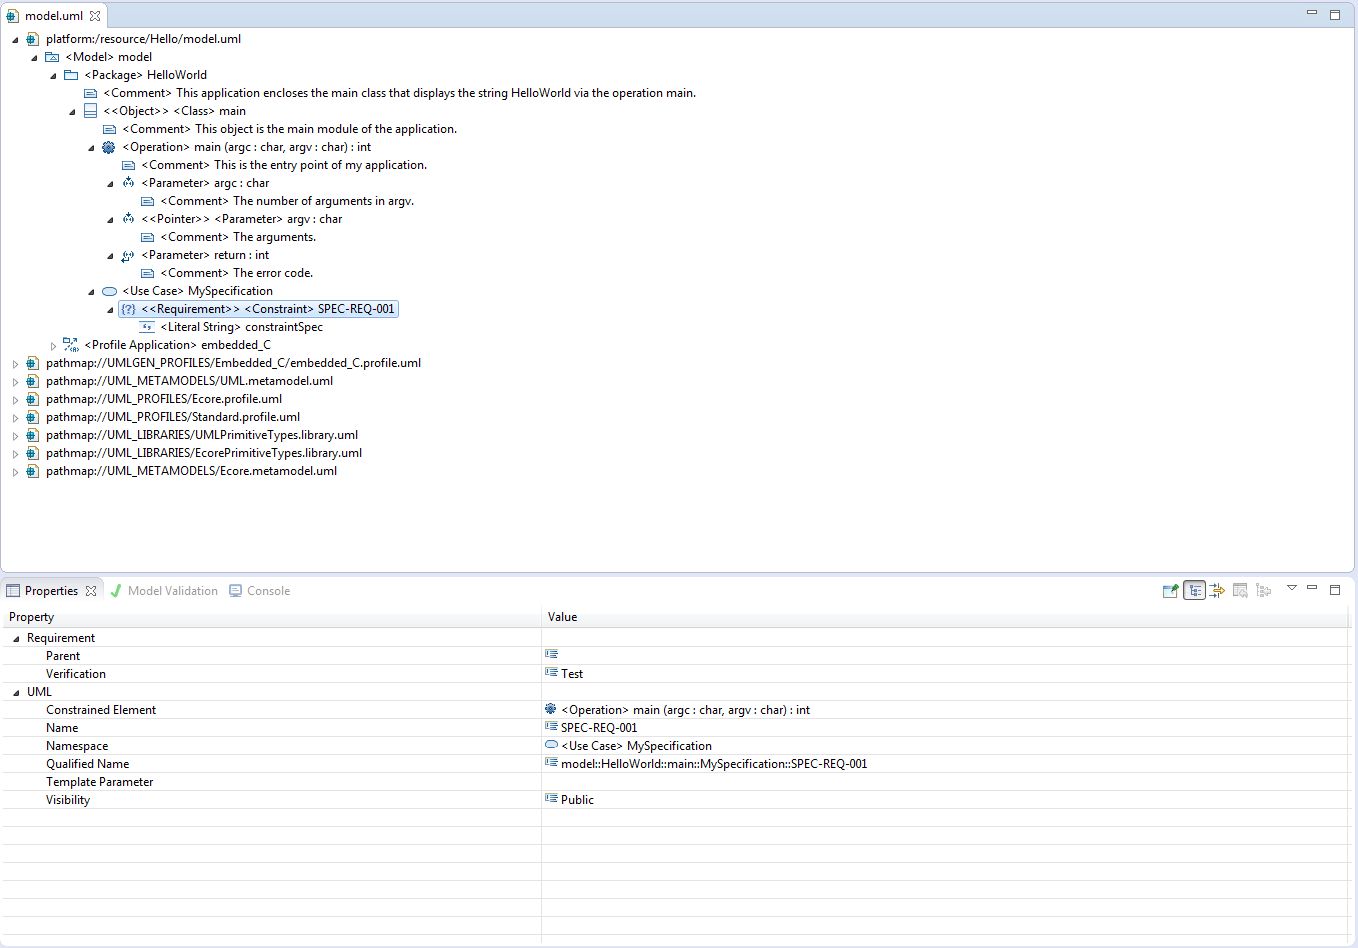 model.uml
platform:/resource/Hello/model.uml
<Model> model
<Package> HelloWorld
<Comment> This application encloses the main class that displays the string HelloWorld via the operation main.
<<Object>> <Class> main
<Comment> This object is the main module of the application.
<Operation> main (argc : char, argv : char) : int
<Comment> This is the entry point of my application.
<Parameter> argc : char
<Comment> The number of arguments in argv.
<<Pointer>> <Parameter> argv : char
<Comment> The arguments.
<Parameter> return : int
<Comment> The error code.
<Use Case> MySpecification
{?} <<Requirement>> <Constraint> SPEC-REQ-001
<Literal String> constraintSpec
<Profile Application> embedded_C
pathmap://UMLGEN_PROFILES/Embedded_C/embedded_C.profile.uml
pathmap://UML_METAMODELS/UML.metamodel.uml
pathmap://UML_PROFILES/Ecore.profile.uml
pathmap://UML_PROFILES/Standard.profile.uml
pathmap://UML_LIBRARIES/UMLPrimitiveTypes.library.uml
pathmap://UML_LIBRARIES/EcorePrimitiveTypes.library.uml
pathmap://UML_METAMODELS/Ecore.metamodel.uml
Properties Model Validation Console
Property Value
Requirement
Parent
Verification Test
UML
Constrained Element <Operation> main (argc : char, argv : char) : int
Name SPEC-REQ-001
Namespace <Use Case> MySpecification
Qualified Name model::HelloWorld::main::MySpecification::SPEC-REQ-001
Template Parameter
Visibility Public